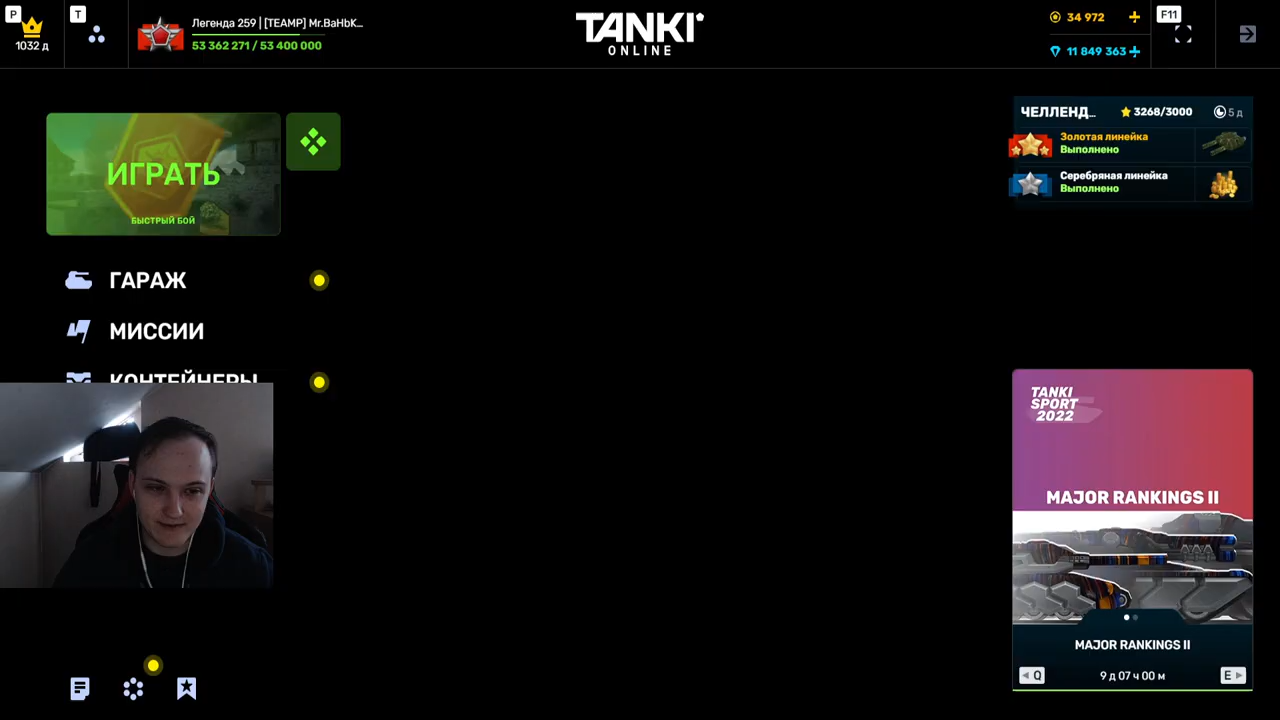 P
1032 д
T
Легенда 259 | [TEAMP] Mr.BaHbK...
53 362 271 / 53 400 000
TANKI
ONLINE
34 972
11 849 363
F11
ИГРАТЬ
БЫСТРЫЙ БОЙ
ГАРАЖ
МИССИИ
КОНТЕЙНЕРЫ
ЧЕЛЛЕНД...
3268/3000
5 д
Золотая линейка
Выполнено
Серебряная линейка
Выполнено
TANKI
SPORT
2022
MAJOR RANKINGS II
MAJOR RANKINGS II
Q
9 д 07 ч 00 м
E